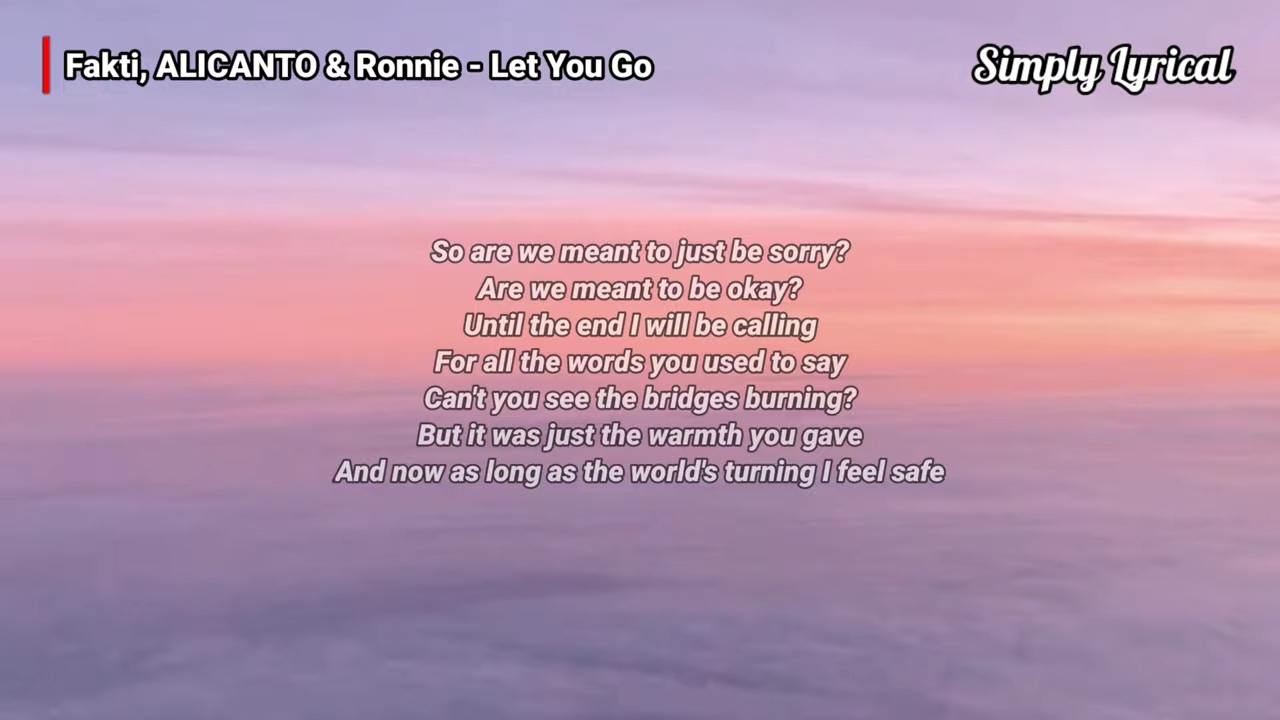 Fakti, ALICANTO & Ronnie - Let You Go
Simply Lyrical
So are we meant to just be sorry?
Are we meant to be okay?
Until the end I will be calling
For all the words you used to say
Can't you see the bridges burning?
But it was just the warmth you gave
And now as long as the world's turning I feel safe